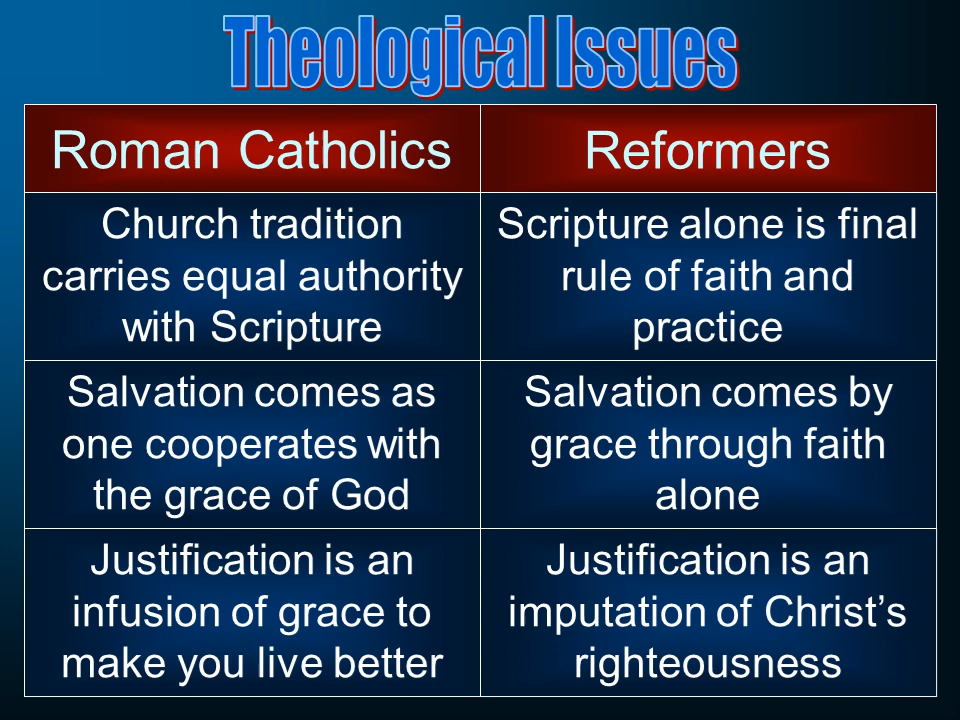 Theological Issues
Roman Catholics
Reformers
Church tradition
carries equal authority
with Scripture
Scripture alone is final
rule of faith and
practice
Salvation comes as
one cooperates with
the grace of God
Salvation comes by
grace through faith
alone
Justification is an
infusion of grace to
make you live better
Justification is an
imputation of Christ’s
righteousness